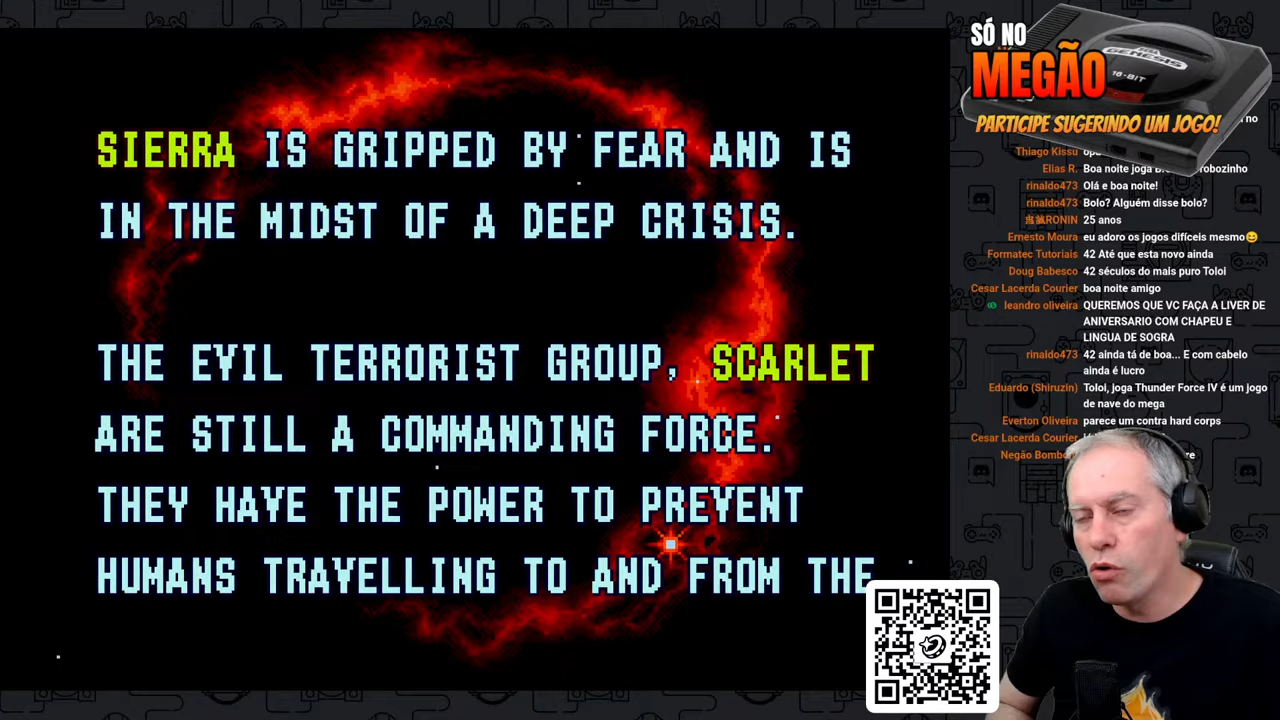 SIERRA IS GRIPPED BY FEAR AND IS
IN THE MIDST OF A DEEP CRISIS.
THE EVIL TERRORIST GROUP, SCARLET
ARE STILL A COMMANDING FORCE.
THEY HAVE THE POWER TO PREVENT
HUMANS TRAVELLING TO AND FROM THE
SÓ NO
MEGÃO
GENESIS
16-BIT
PARTICIPE SUGERINDO UM JOGO!
no
Thiago Kissu
Elias R. Boa noite joga robozinho
rinaldo473 Olá e boa noite!
rinaldo473 Bolo? Alguém disse bolo?
RONIN 25 anos
Ernesto Moura eu adoro os jogos difíceis mesmo😄
Formatec Tutoriais 42 Até que esta novo ainda
Doug Babesco 42 séculos do mais puro Toloi
Cesar Lacerda Courier boa noite amigo
leandro oliveira QUEREMOS QUE VC FAÇA A LIVER DE
ANIVERSARIO COM CHAPEU E
LINGUA DE SOGRA
rinaldo473 42 ainda tá de boa... E com cabelo
ainda é lucro
Eduardo (Shiruzin) Toloi, joga Thunder Force IV é um jogo
de nave do mega
Everton Oliveira parece um contra hard corps
Cesar Lacerda Courier
Negão